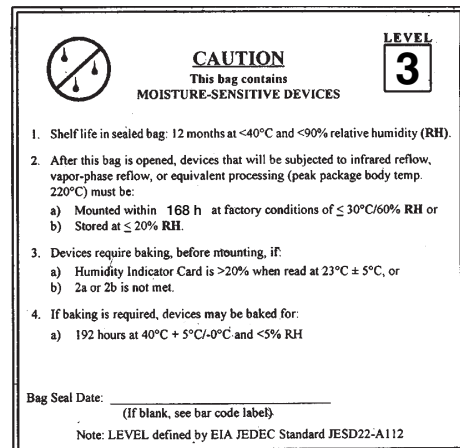 LEVEL
3
CAUTION
This bag contains
MOISTURE-SENSITIVE DEVICES
1. Shelf life in sealed bag: 12 months at <40°C and <90% relative humidity (RH).
2. After this bag is opened, devices that will be subjected to infrared reflow,
vapor-phase reflow, or equivalent processing (peak package body temp.
220°C) must be:
a) Mounted within 168 h at factory conditions of ≤ 30°C/60% RH or
b) Stored at ≤ 20% RH.
3. Devices require baking, before mounting, if:
a) Humidity Indicator Card is >20% when read at 23°C ± 5°C, or
b) 2a or 2b is not met.
4. If baking is required, devices may be baked for:
a) 192 hours at 40°C + 5°C/-0°C and <5% RH
Bag Seal Date:
(If blank, see bar code label)
Note: LEVEL defined by EIA JEDEC Standard JESD22-A112